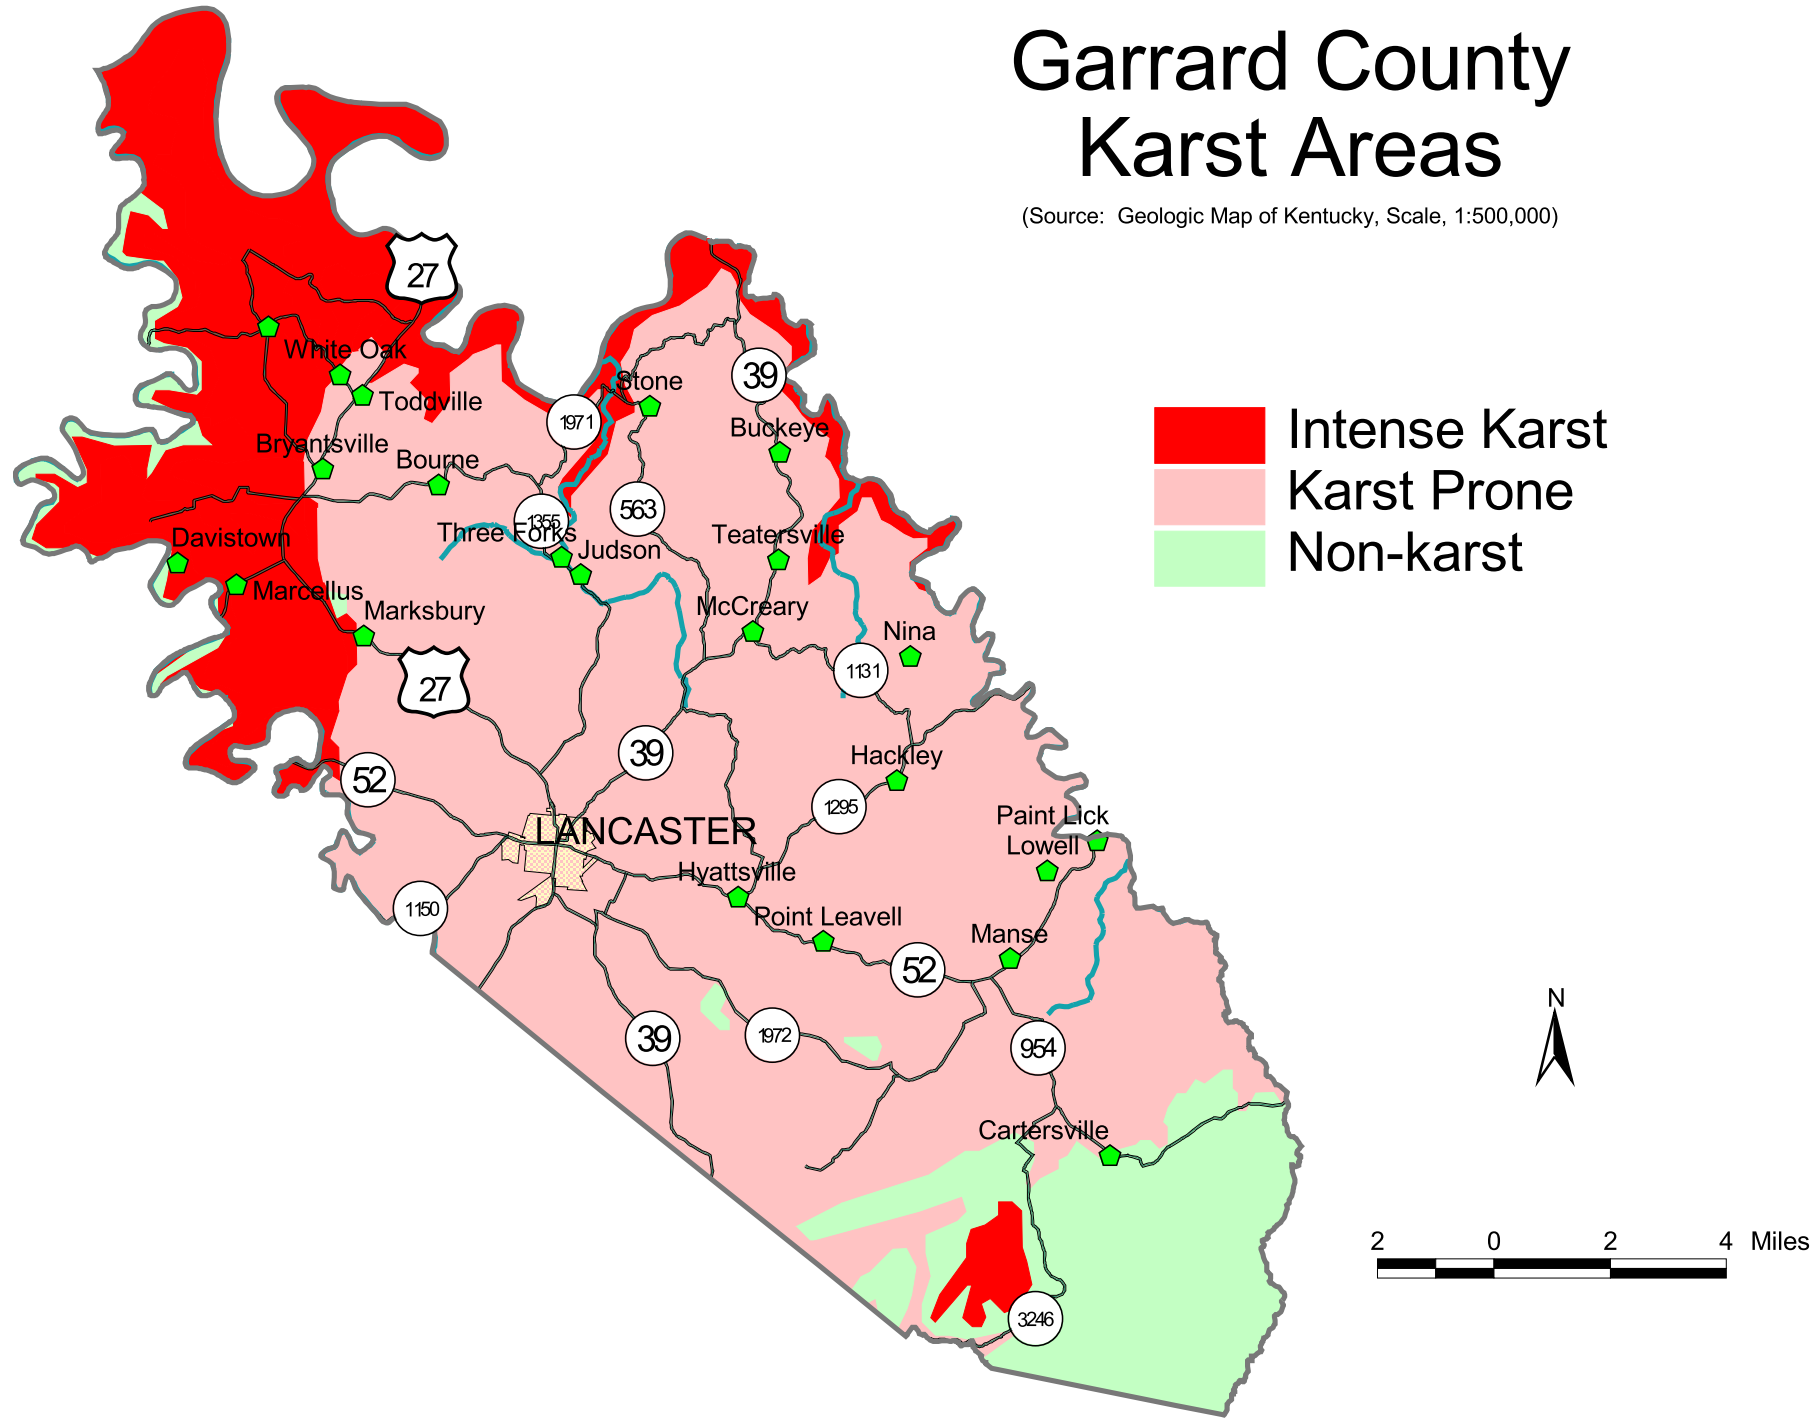 Garrard County
Karst Areas
(Source:  Geologic Map of Kentucky, Scale, 1:500,000)
27
White Oak
Toddville
Stone
39
1971
Buckeye
Bryantsville
Bourne
Intense Karst
Karst Prone
Non-karst
563
1355
Three Forks
Judson
Teatersville
Davistown
Marcellus
Marksbury
McCreary
Nina
1131
27
39
Hackley
52
1295
Paint Lick
Lowell
LANCASTER
Hyattsville
1150
Point Leavell
Manse
52
N
39
1972
954
Cartersville
2 0 2 4 Miles
3246